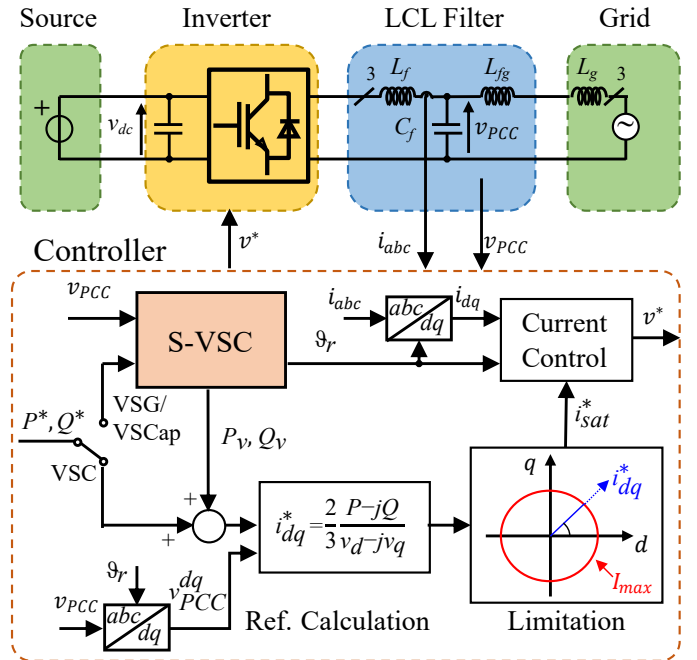 Source Inverter LCL Filter Grid
3 L_f L_fg L_g 3
+ v_dc C_f v_PCC ~
v* i_abc v_PCC
Controller
v_PCC i_abc abc dq i_dq Current Control v*
S-VSC ϑ_r
VSG/
VSCap
P*, Q* P_v, Q_v i*_sat
VSC
q i*_dq
+ + i*_dq = 2/3 P−jQ/v_d−jv_q d
ϑ_r I_max
v_PCC abc dq v_PCC^dq Ref. Calculation Limitation